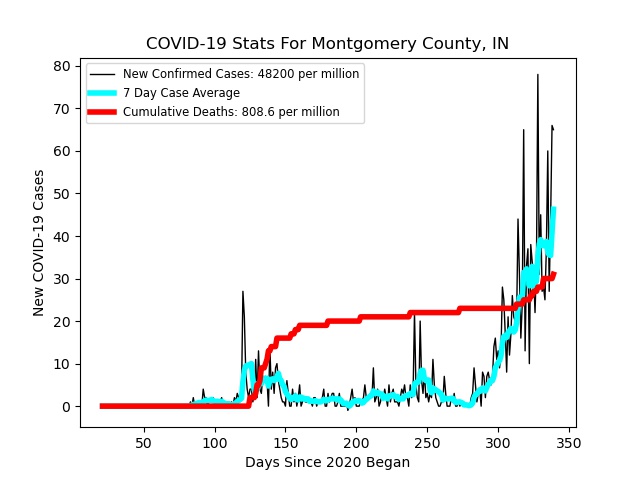 COVID-19 Stats For Montgomery County, IN
New Confirmed Cases: 48200 per million
7 Day Case Average
Cumulative Deaths: 808.6 per million
80
70
60
50
40
30
20
10
0
New COVID-19 Cases
50 100 150 200 250 300 350
Days Since 2020 Began